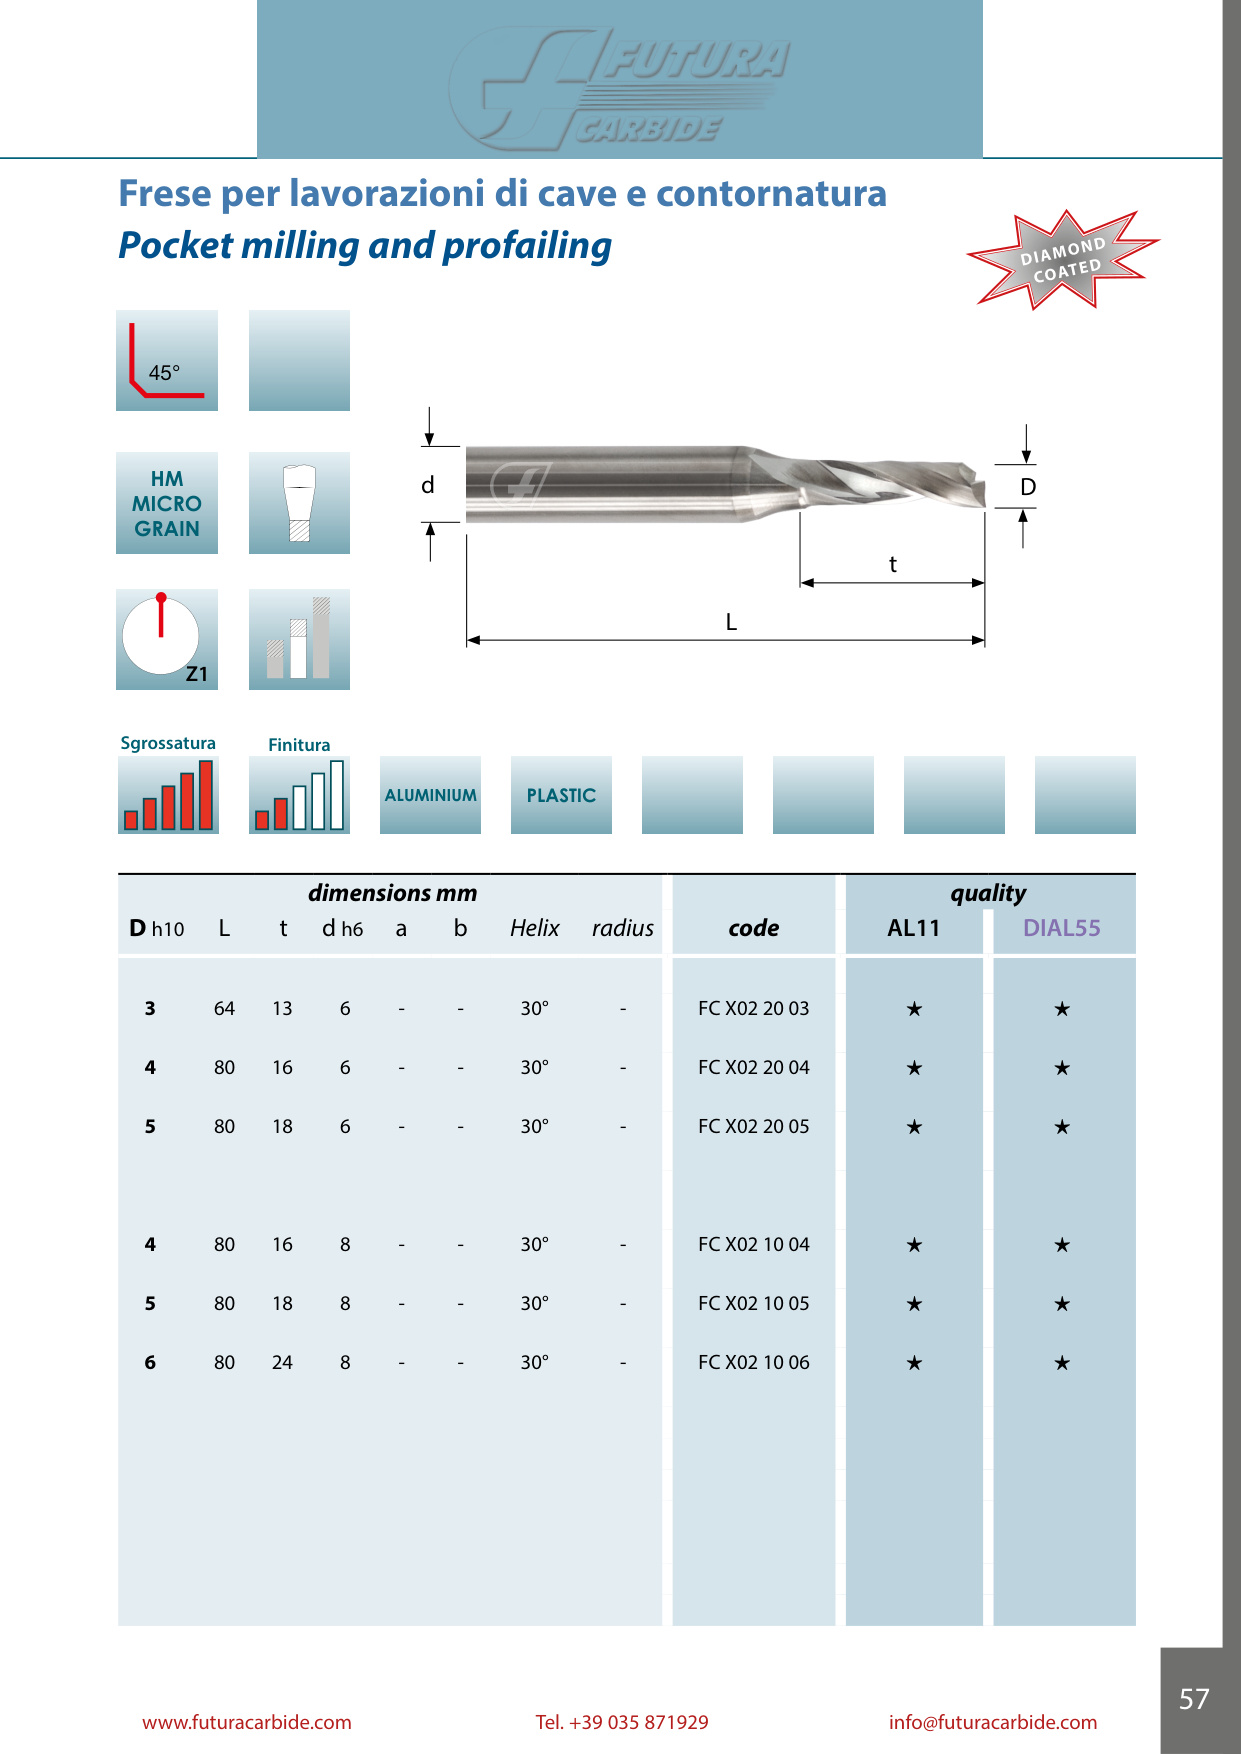 FUTURA
CARBIDE
Frese per lavorazioni di cave e contornatura
Pocket milling and profailing
DIAMOND
COATED
45°
HM
MICRO
GRAIN
Z1
d
D
t
L
Sgrossatura
Finitura
ALUMINIUM
PLASTIC
dimensions mm quality
D h10 L t d h6 a b Helix radius code AL11 DIAL55
3 64 13 6 - - 30° - FC X02 20 03 ★ ★
4 80 16 6 - - 30° - FC X02 20 04 ★ ★
5 80 18 6 - - 30° - FC X02 20 05 ★ ★
4 80 16 8 - - 30° - FC X02 10 04 ★ ★
5 80 18 8 - - 30° - FC X02 10 05 ★ ★
6 80 24 8 - - 30° - FC X02 10 06 ★ ★
57
www.futuracarbide.com Tel. +39 035 871929 info@futuracarbide.com